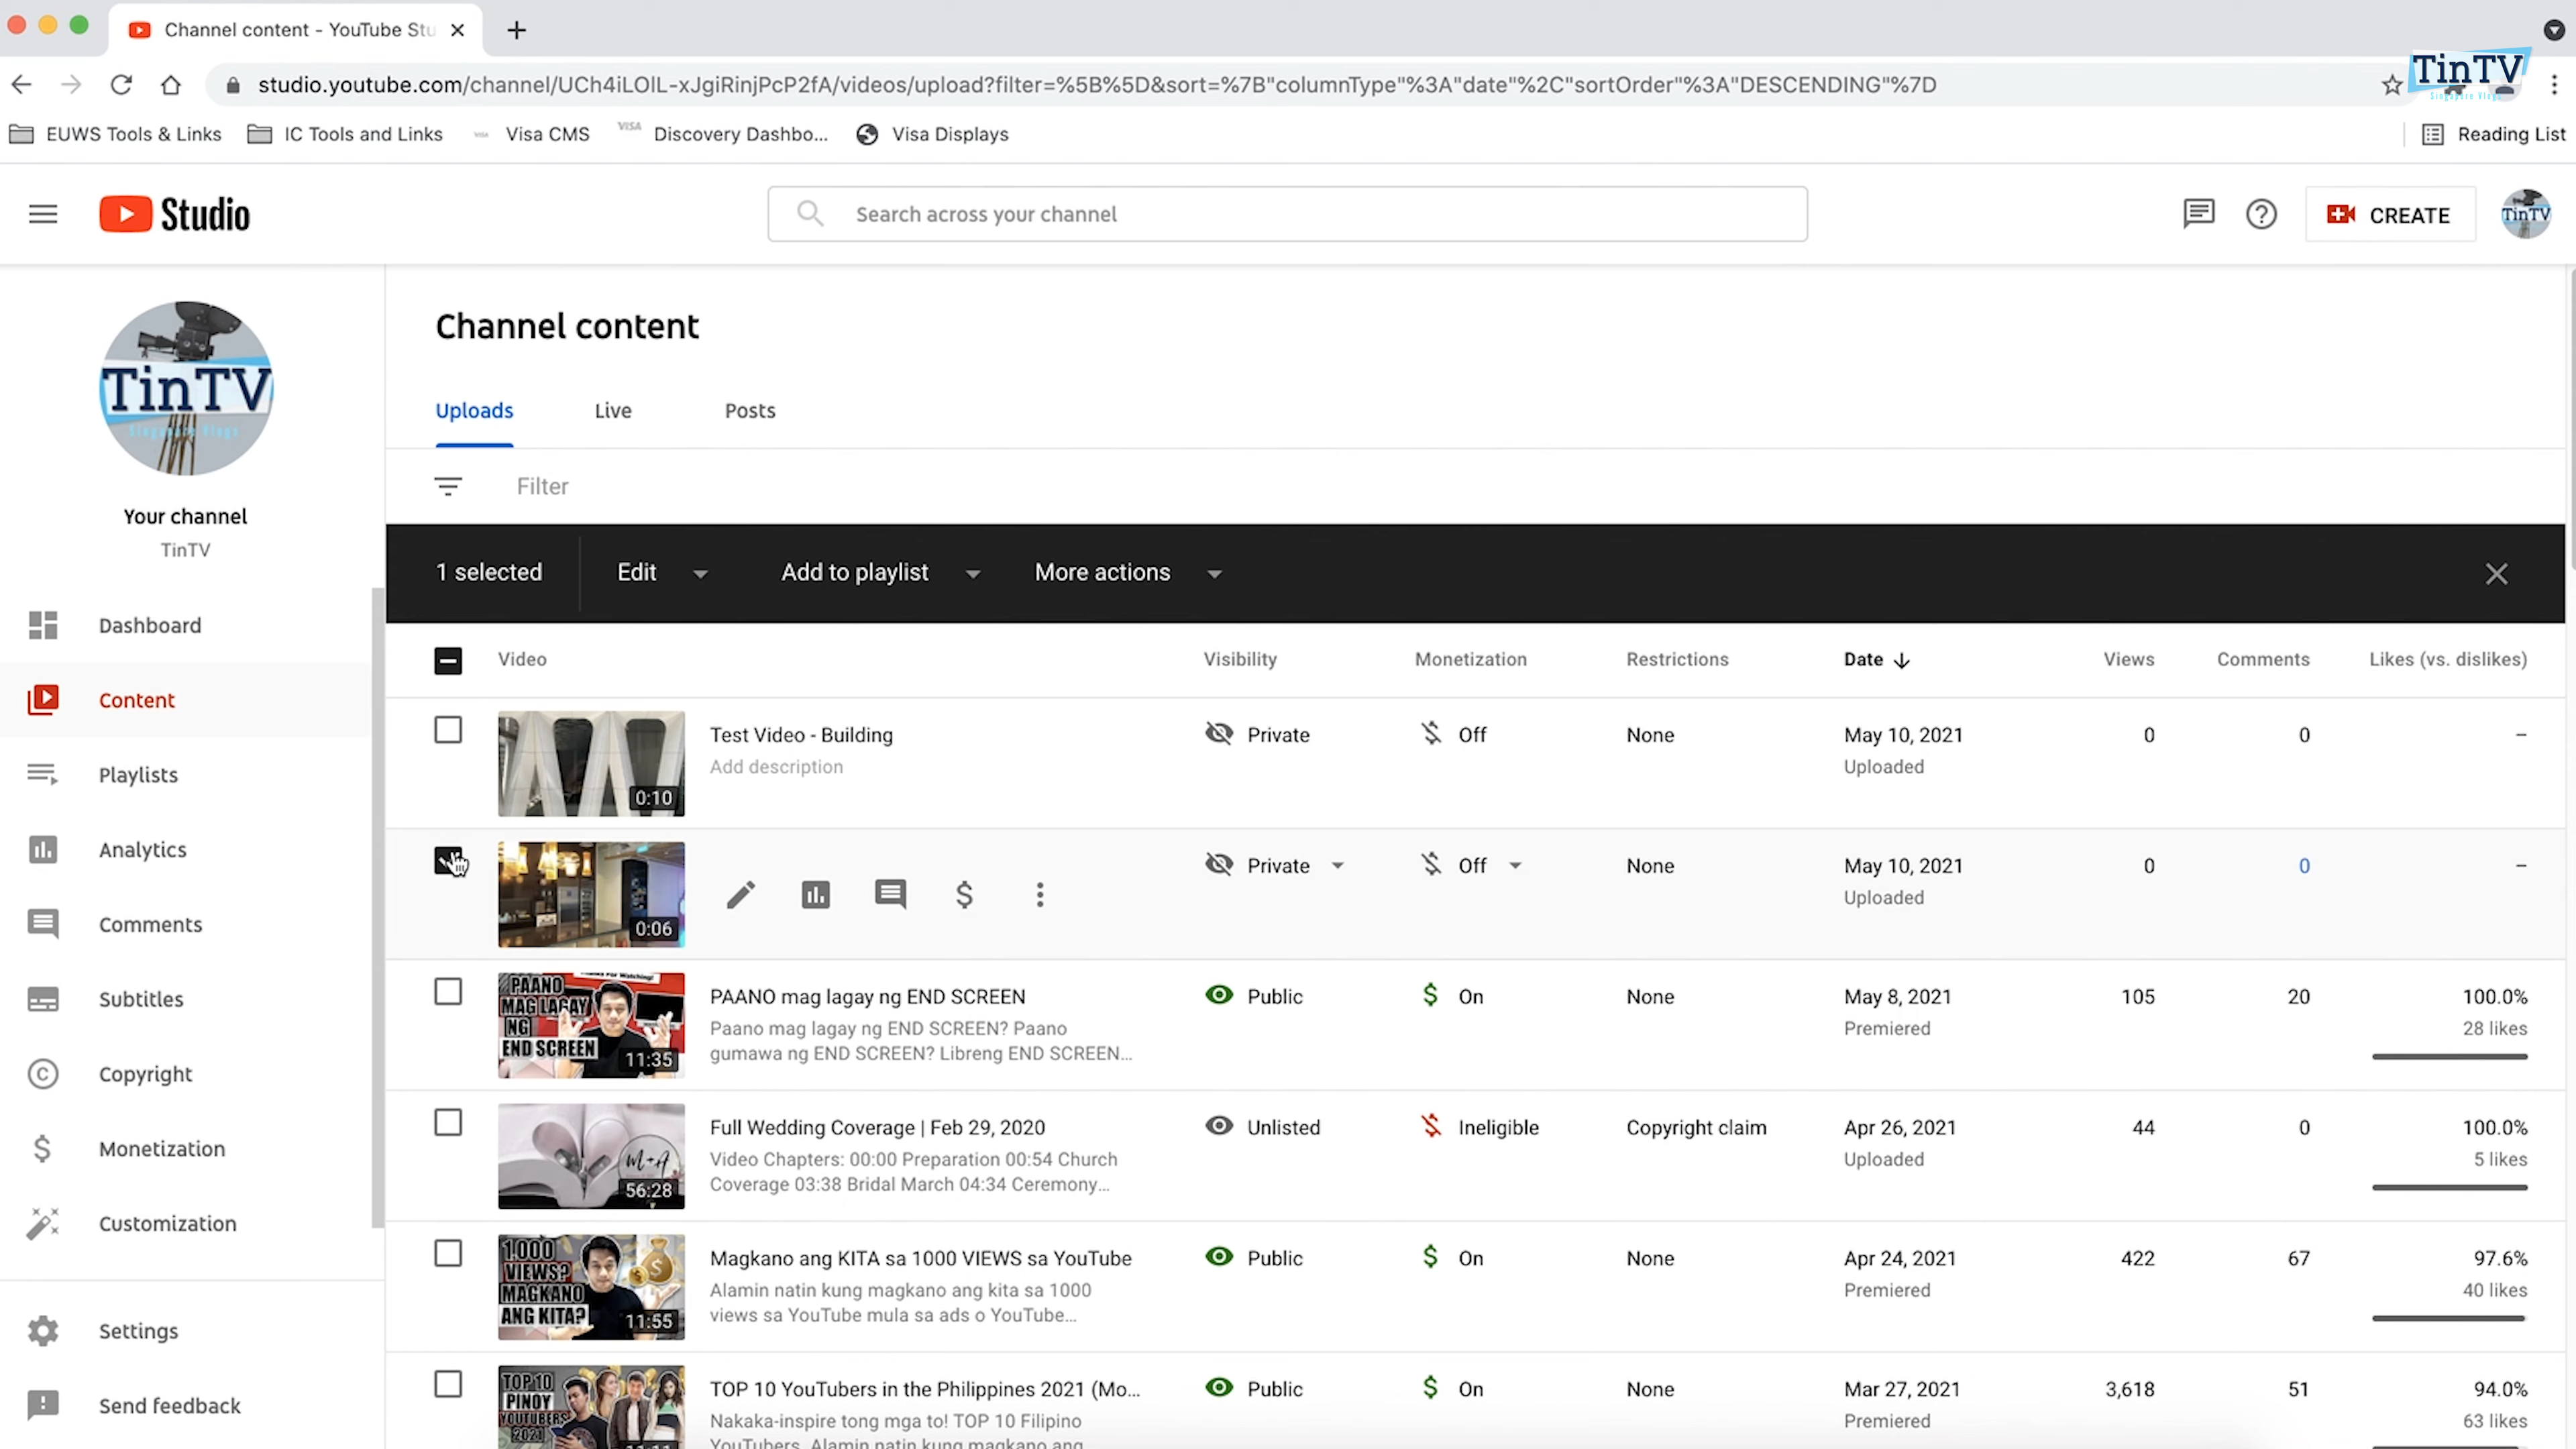 Channel content - YouTube Stu
studio.youtube.com/channel/UCh4iLOlL-xJgiRinjPcP2fA/videos/upload?filter=%5B%5D&sort=%7B"columnType"%3A"date"%2C"sortOrder"%3A"DESCENDING"%7D
TinTV
Singapore Vlogs
EUWS Tools & Links
IC Tools and Links
VISA
Visa CMS
VISA
Discovery Dashbo...
Visa Displays
Reading List
Studio
Search across your channel
CREATE
TinTV
TinTV
Singapore Vlogs
Your channel
TinTV
Dashboard
Content
Playlists
Analytics
Comments
Subtitles
Copyright
Monetization
Customization
Settings
Send feedback
Channel content
Uploads Live Posts
Filter
1 selected Edit Add to playlist More actions
Video Visibility Monetization Restrictions Date Views Comments Likes (vs. dislikes)
0:10
Test Video - Building Private Off None May 10, 2021 0 0 –
Add description Uploaded
0:06
Private Off None May 10, 2021 0 0 –
Uploaded
PAANO
MAG LAGAY
NG
END SCREEN
11:35
PAANO mag lagay ng END SCREEN Public On None May 8, 2021 105 20 100.0%
Paano mag lagay ng END SCREEN? Paano Premiered 28 likes
gumawa ng END SCREEN? Libreng END SCREEN...
M+A
56:28
Full Wedding Coverage | Feb 29, 2020 Unlisted Ineligible Copyright claim Apr 26, 2021 44 0 100.0%
Video Chapters: 00:00 Preparation 00:54 Church Uploaded 5 likes
Coverage 03:38 Bridal March 04:34 Ceremony...
1,000
VIEWS?
MAGKANO
ANG KITA?
11:55
Magkano ang KITA sa 1000 VIEWS sa YouTube Public On None Apr 24, 2021 422 67 97.6%
Alamin natin kung magkano ang kita sa 1000 Premiered 40 likes
views sa YouTube mula sa ads o YouTube...
TOP 10
PINOY
YOUTUBERS
2021
TOP 10 YouTubers in the Philippines 2021 (Mo... Public On None Mar 27, 2021 3,618 51 94.0%
Nakaka-inspire tong mga to! TOP 10 Filipino Premiered 63 likes
YouTubers. Alamin natin kung magkano ang